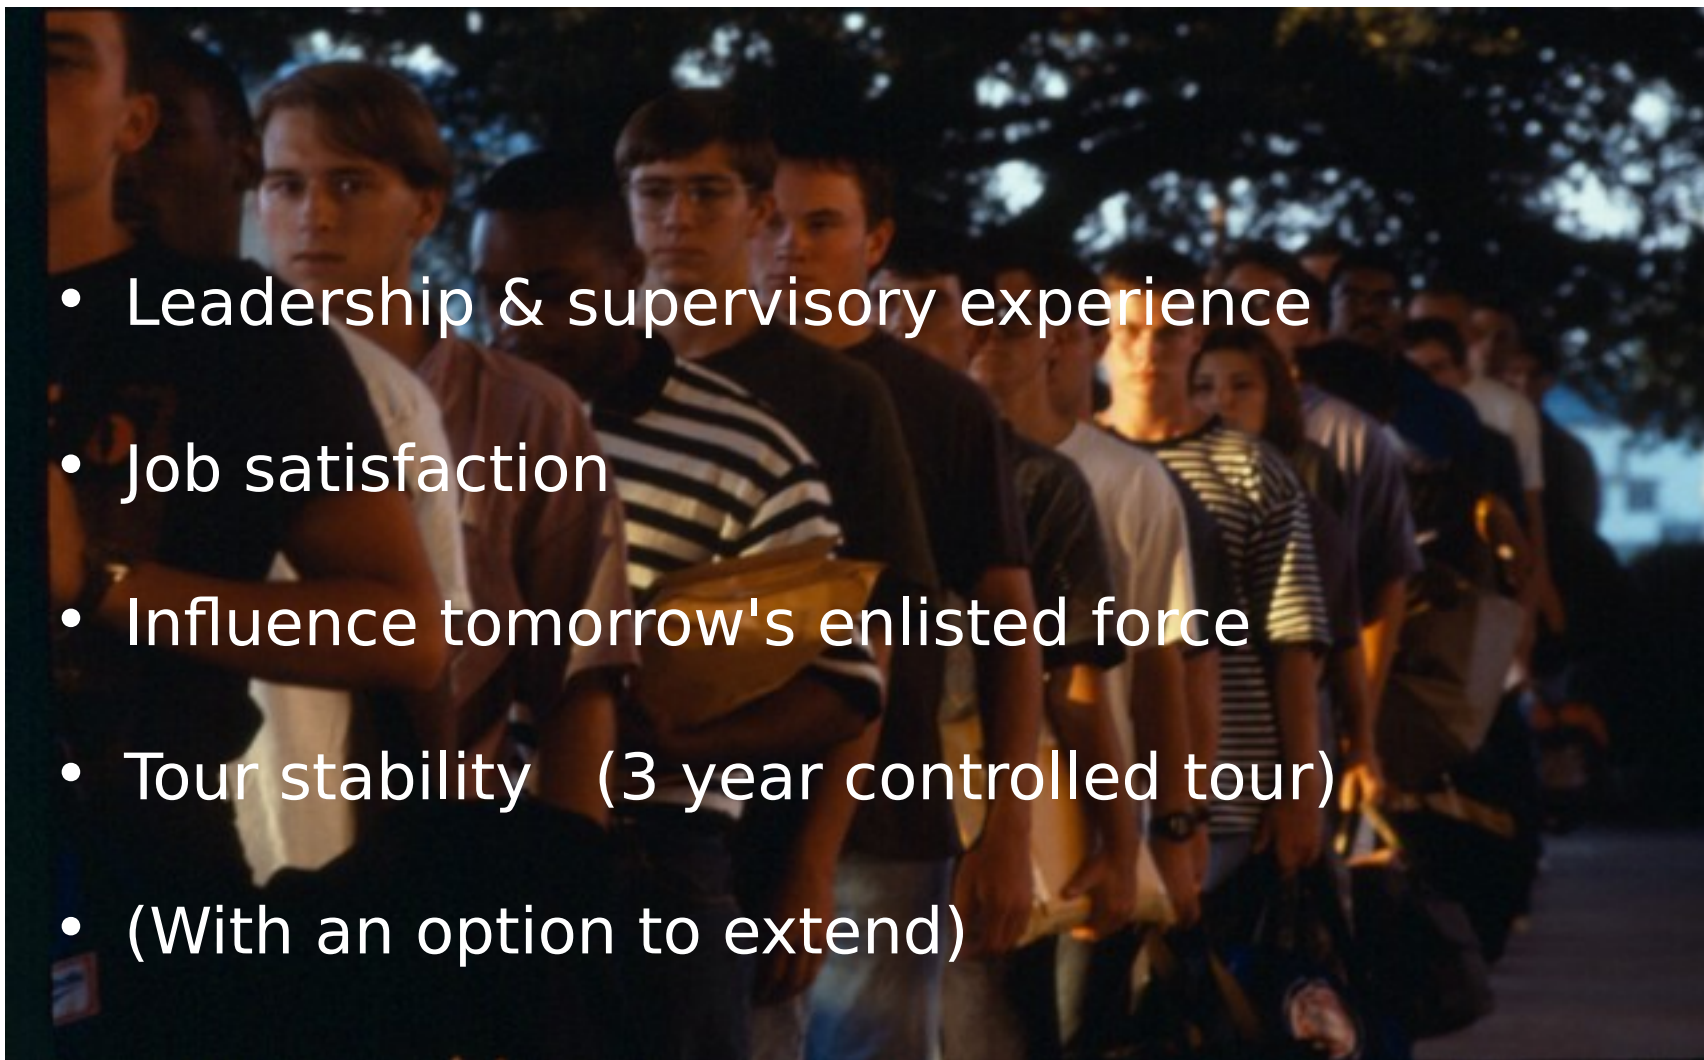 • Leadership & supervisory experience
• Job satisfaction
• Influence tomorrow's enlisted force
• Tour stability   (3 year controlled tour)
• (With an option to extend)